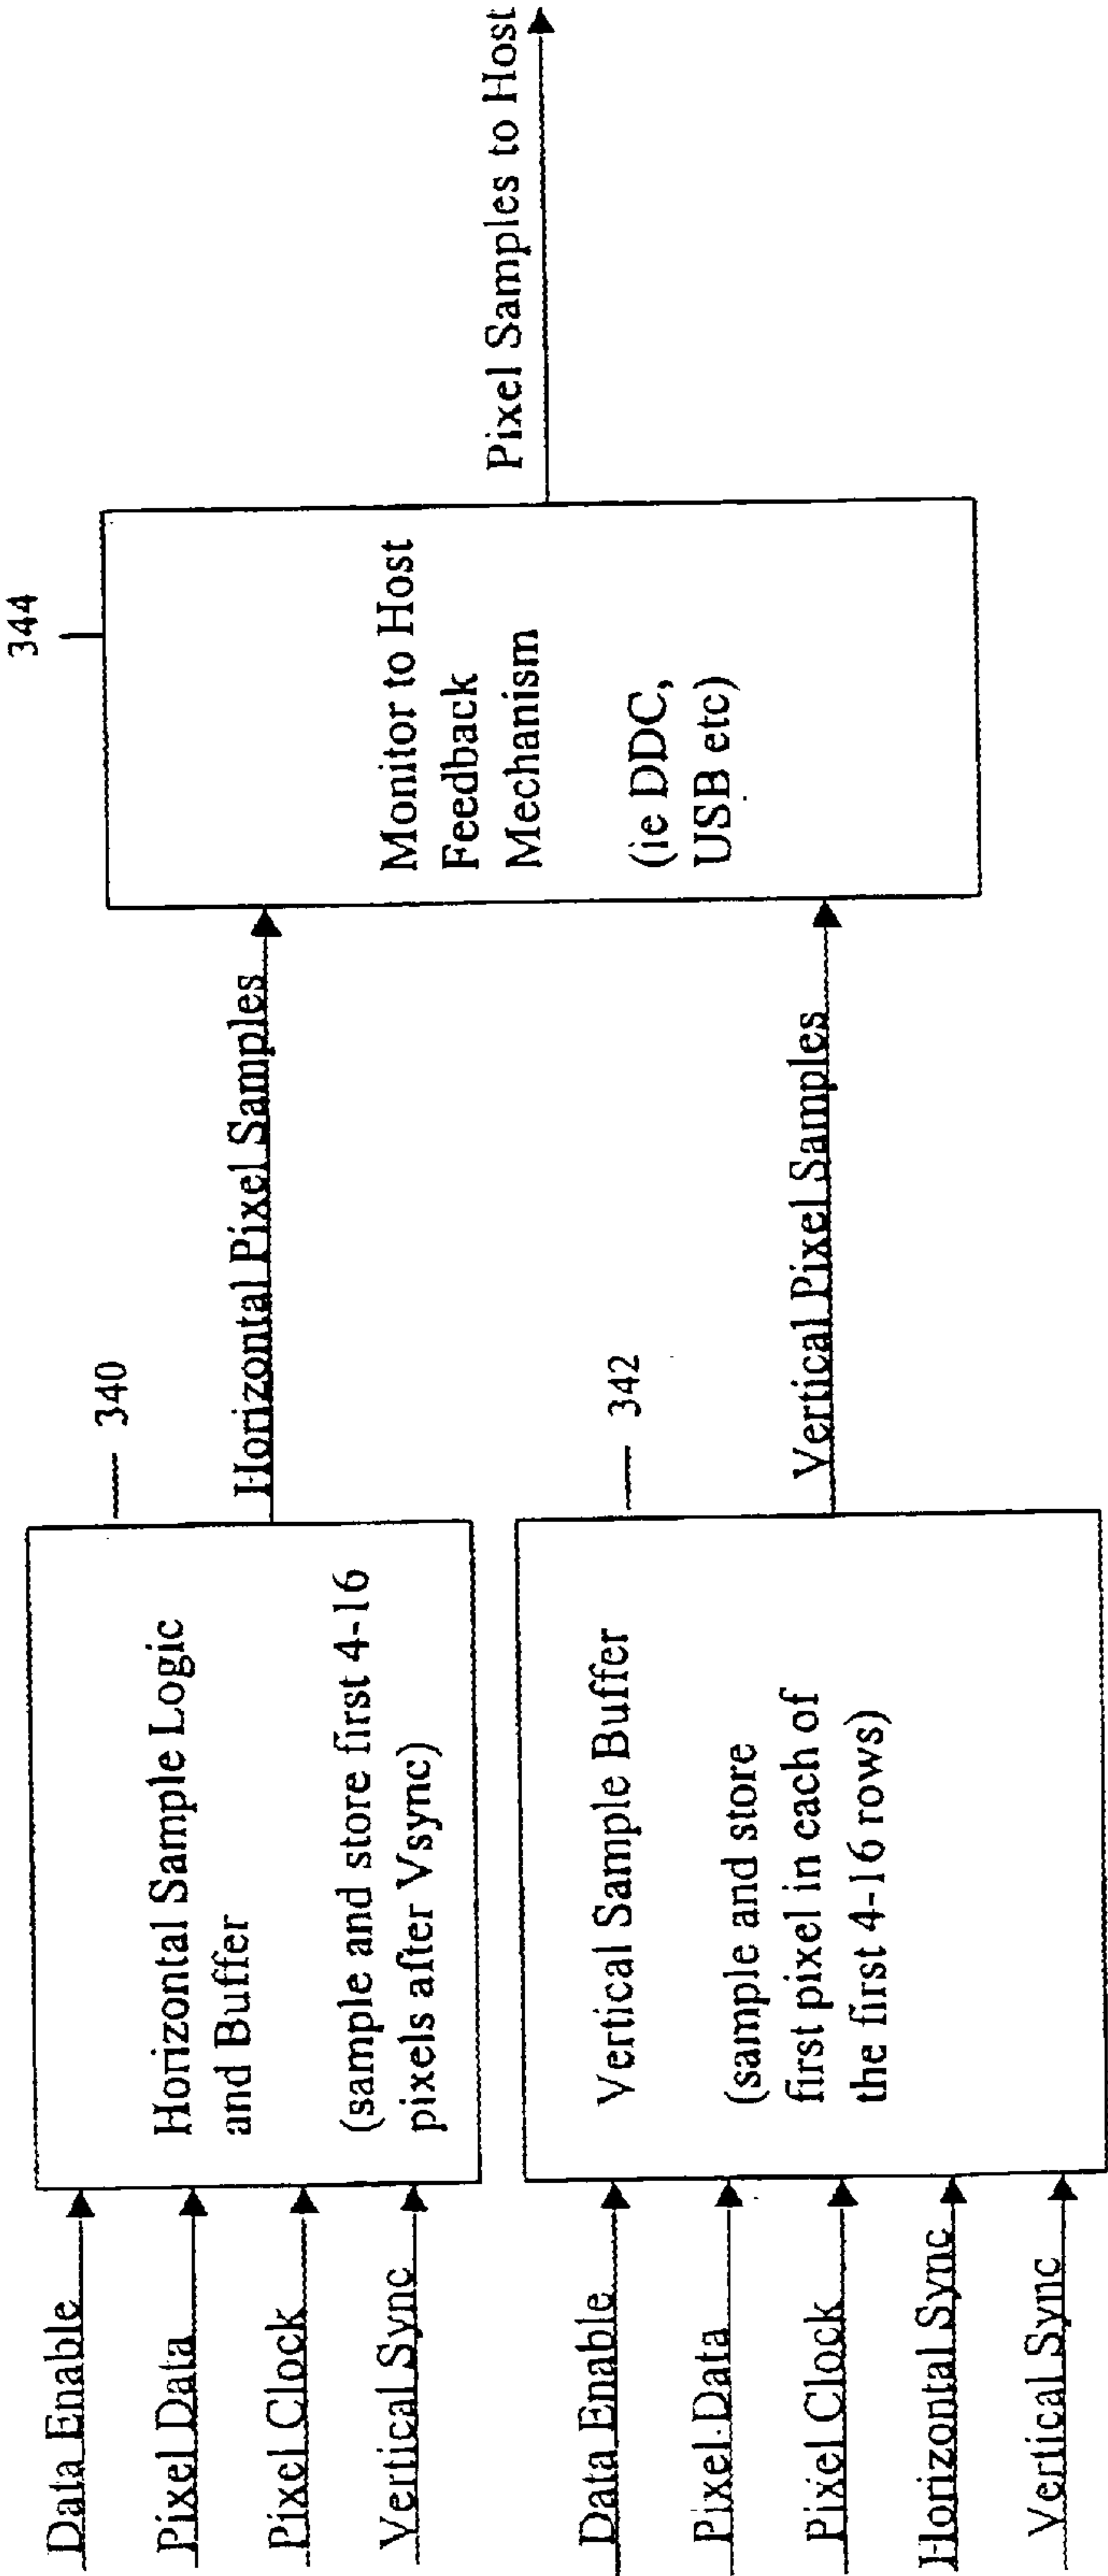 Data Enable
Pixel Data
Pixel Clock
Vertical Sync
Horizontal Sample Logic
and Buffer
(sample and store first 4-16
pixels after Vsync)
340
Horizontal Pixel Samples
Data Enable
Pixel Data
Pixel Clock
Horizontal Sync
Vertical Sync
Vertical Sample Buffer
(sample and store
first pixel in each of
the first 4-16 rows)
342
Vertical Pixel Samples
344
Monitor to Host
Feedback
Mechanism
(ie DDC,
USB etc)
Pixel Samples to Host